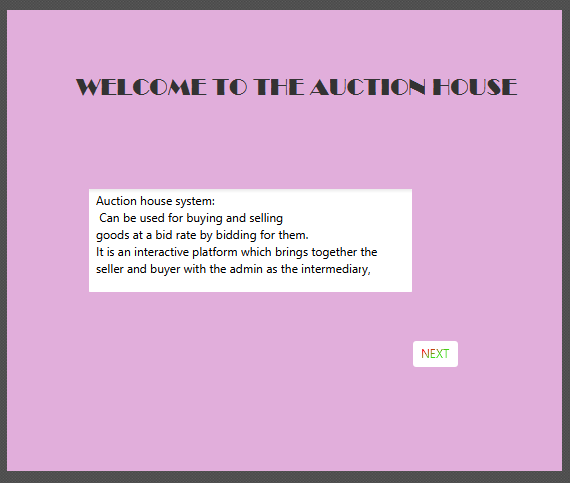 WELCOME TO THE AUCTION HOUSE
Auction house system:
Can be used for buying and selling
goods at a bid rate by bidding for them.
It is an interactive platform which brings together the
seller and buyer with the admin as the intermediary,
NEXT